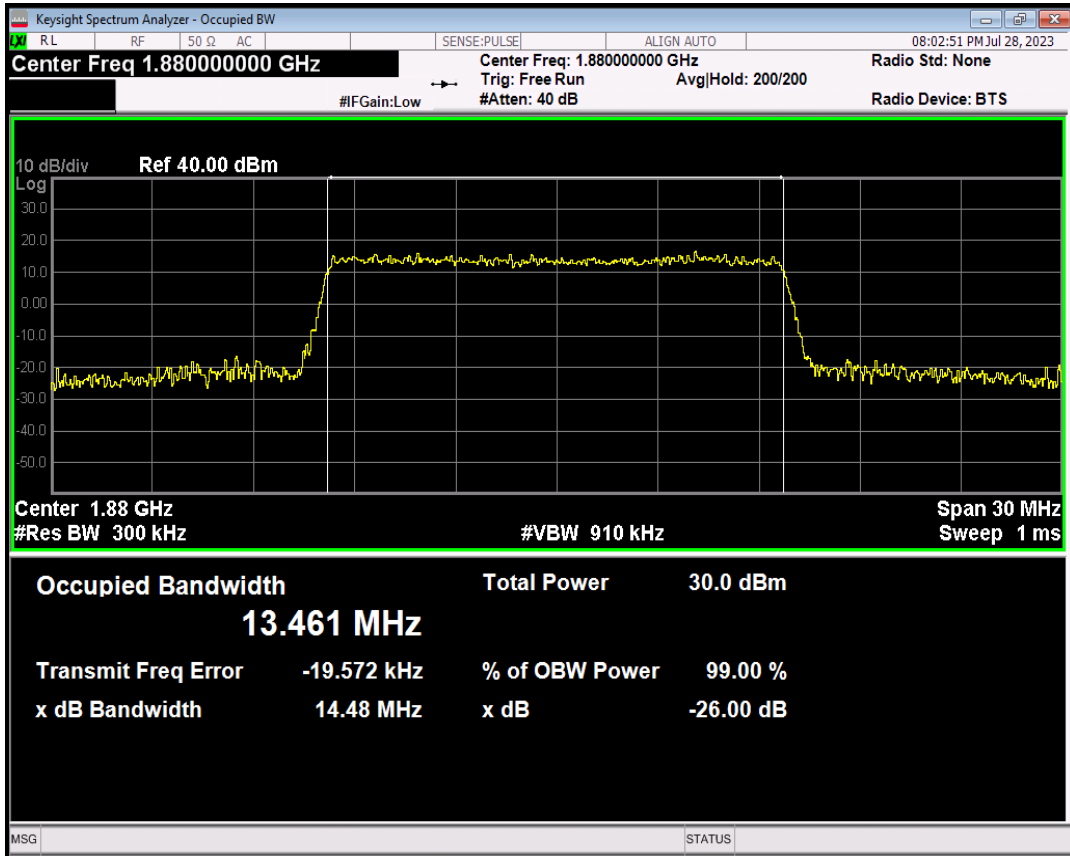 Keysight Spectrum Analyzer - Occupied BW
LXI RL RF 50 Ω AC SENSE:PULSE ALIGN AUTO 08:02:51 PM Jul 28, 2023
Center Freq 1.880000000 GHz Center Freq: 1.880000000 GHz Radio Std: None
Trig: Free Run Avg|Hold: 200/200
#IFGain:Low #Atten: 40 dB Radio Device: BTS
10 dB/div Ref 40.00 dBm
Log
30.0
20.0
10.0
0.00
-10.0
-20.0
-30.0
-40.0
-50.0
Center 1.88 GHz Span 30 MHz
#Res BW 300 kHz #VBW 910 kHz Sweep 1 ms
Occupied Bandwidth Total Power 30.0 dBm
13.461 MHz
Transmit Freq Error -19.572 kHz % of OBW Power 99.00 %
x dB Bandwidth 14.48 MHz x dB -26.00 dB
MSG STATUS